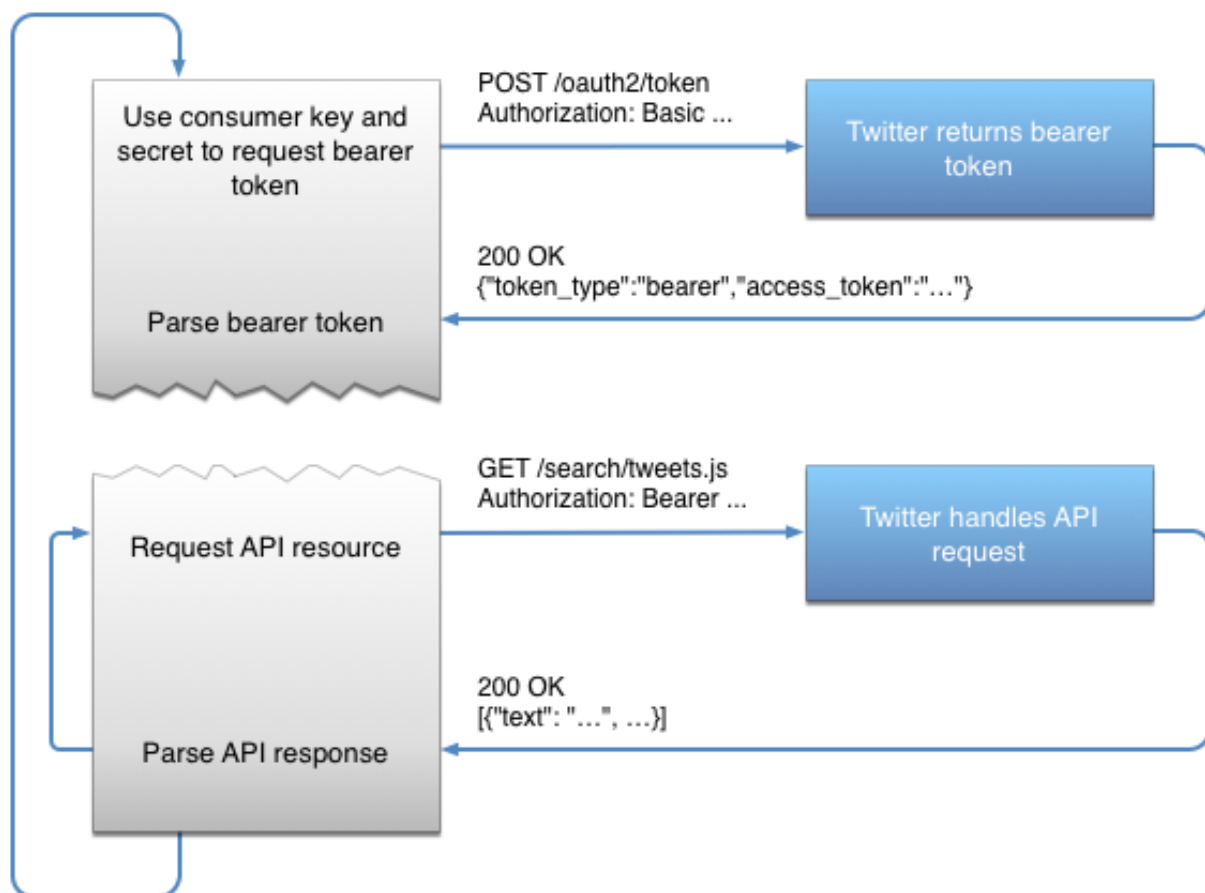 Use consumer key and
secret to request bearer
token
POST /oauth2/token
Authorization: Basic ...
Twitter returns bearer
token
200 OK
{"token_type":"bearer","access_token":"…"}
Parse bearer token
GET /search/tweets.js
Authorization: Bearer ...
Request API resource
Twitter handles API
request
200 OK
[{"text": "…", …}]
Parse API response